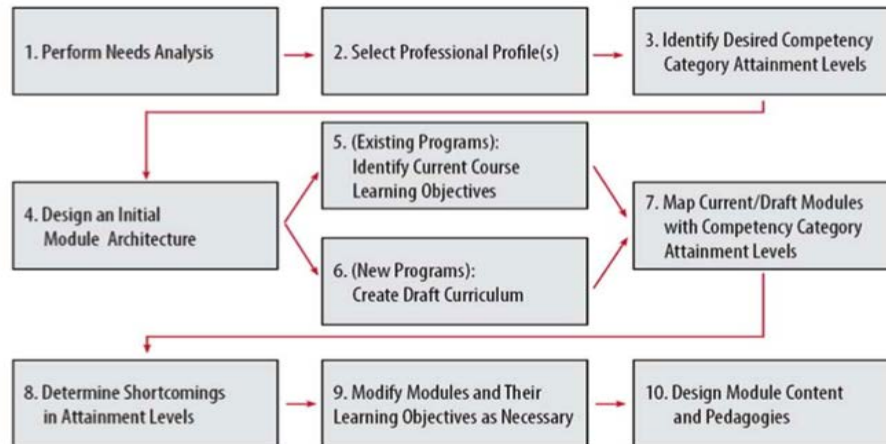 1. Perform Needs Analysis
2. Select Professional Profile(s)
3. Identify Desired Competency
Category Attainment Levels
4. Design an Initial
Module Architecture
5. (Existing Programs):
Identify Current Course
Learning Objectives
6. (New Programs):
Create Draft Curriculum
7. Map Current/Draft Modules
with Competency Category
Attainment Levels
8. Determine Shortcomings
in Attainment Levels
9. Modify Modules and Their
Learning Objectives as Necessary
10. Design Module Content
and Pedagogies